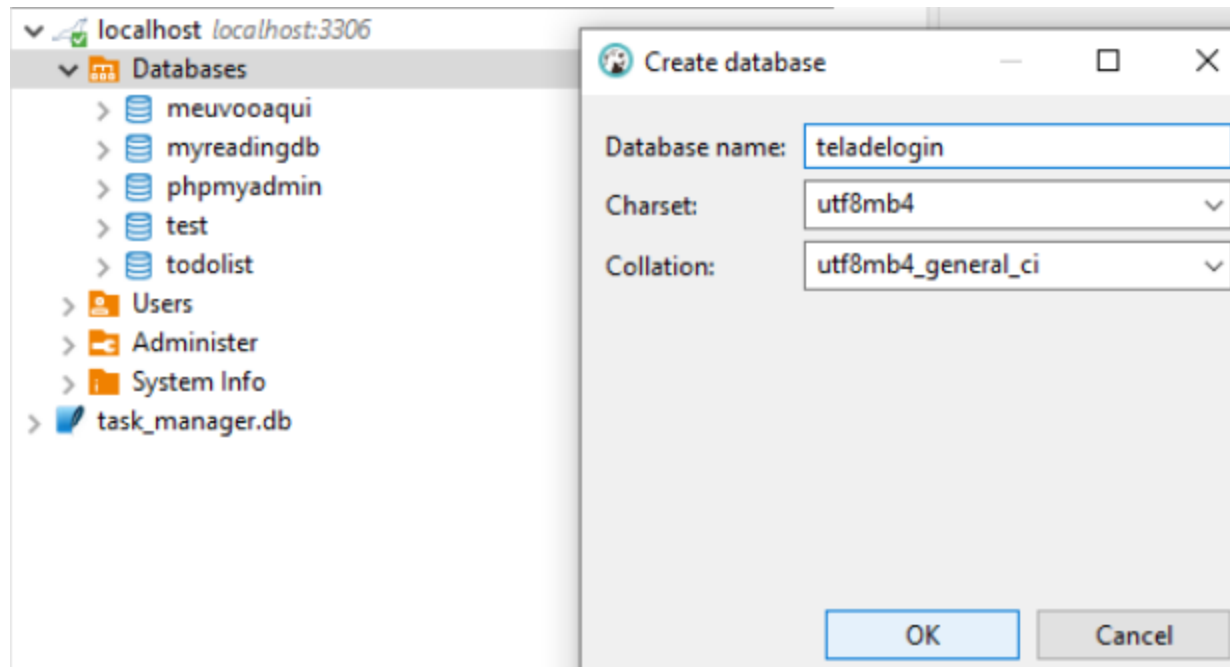 localhost localhost:3306
Databases
meuvooaqui
myreadingdb
phpmyadmin
test
todolist
Users
Administer
System Info
task_manager.db
Create database
Database name: teladelogin
Charset: utf8mb4
Collation: utf8mb4_general_ci
OK Cancel